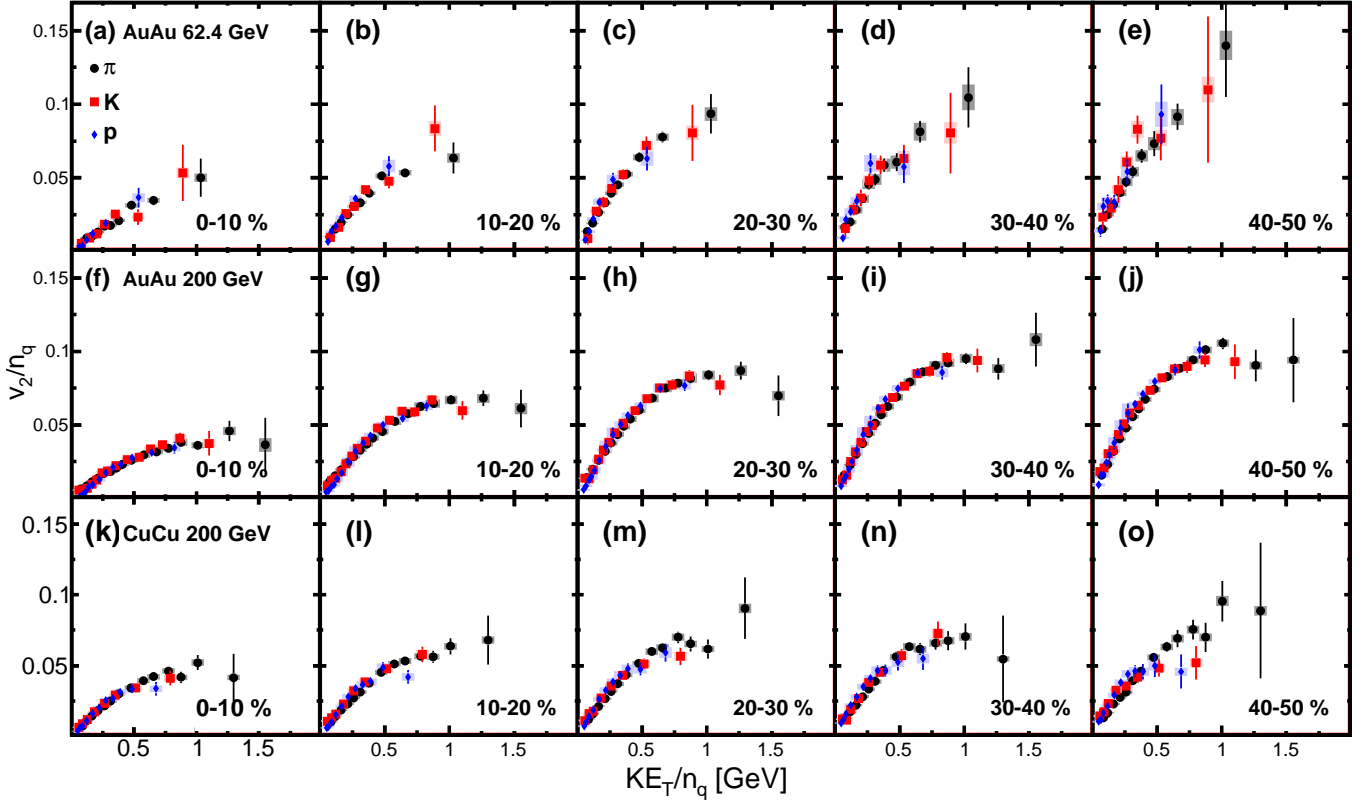 (a) AuAu 62.4 GeV (b) (c) (d) (e)
π
K
p
0-10 % 10-20 % 20-30 % 30-40 % 40-50 %
0.15
0.1
0.05
(f) AuAu 200 GeV (g) (h) (i) (j)
0-10 % 10-20 % 20-30 % 30-40 % 40-50 %
0.15
0.1
0.05
v2/nq
(k) CuCu 200 GeV (l) (m) (n) (o)
0-10 % 10-20 % 20-30 % 30-40 % 40-50 %
0.15
0.1
0.05
0.5 1 1.5 0.5 1 1.5 0.5 1 1.5 0.5 1 1.5 0.5 1 1.5
KET/nq [GeV]